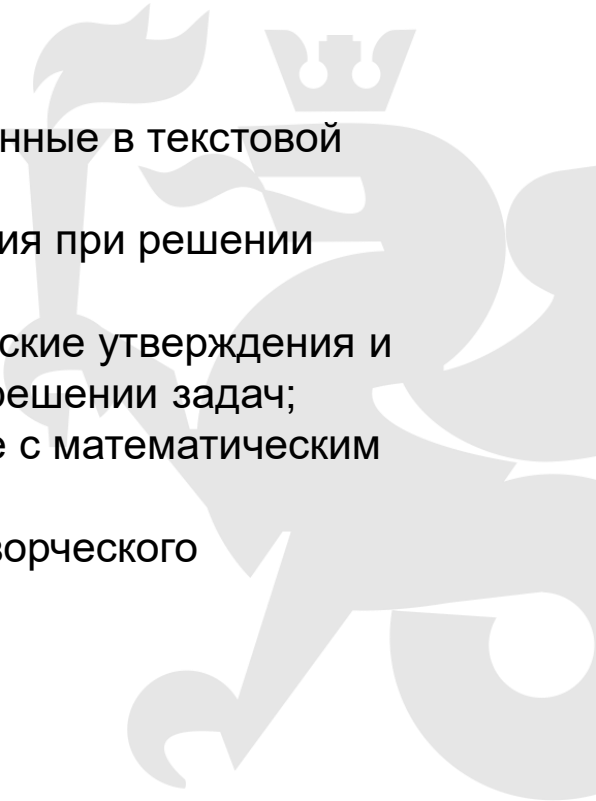 нные в текстовой
ия при решении
ские утверждения и
решении задач;
е с математическим
ворческого